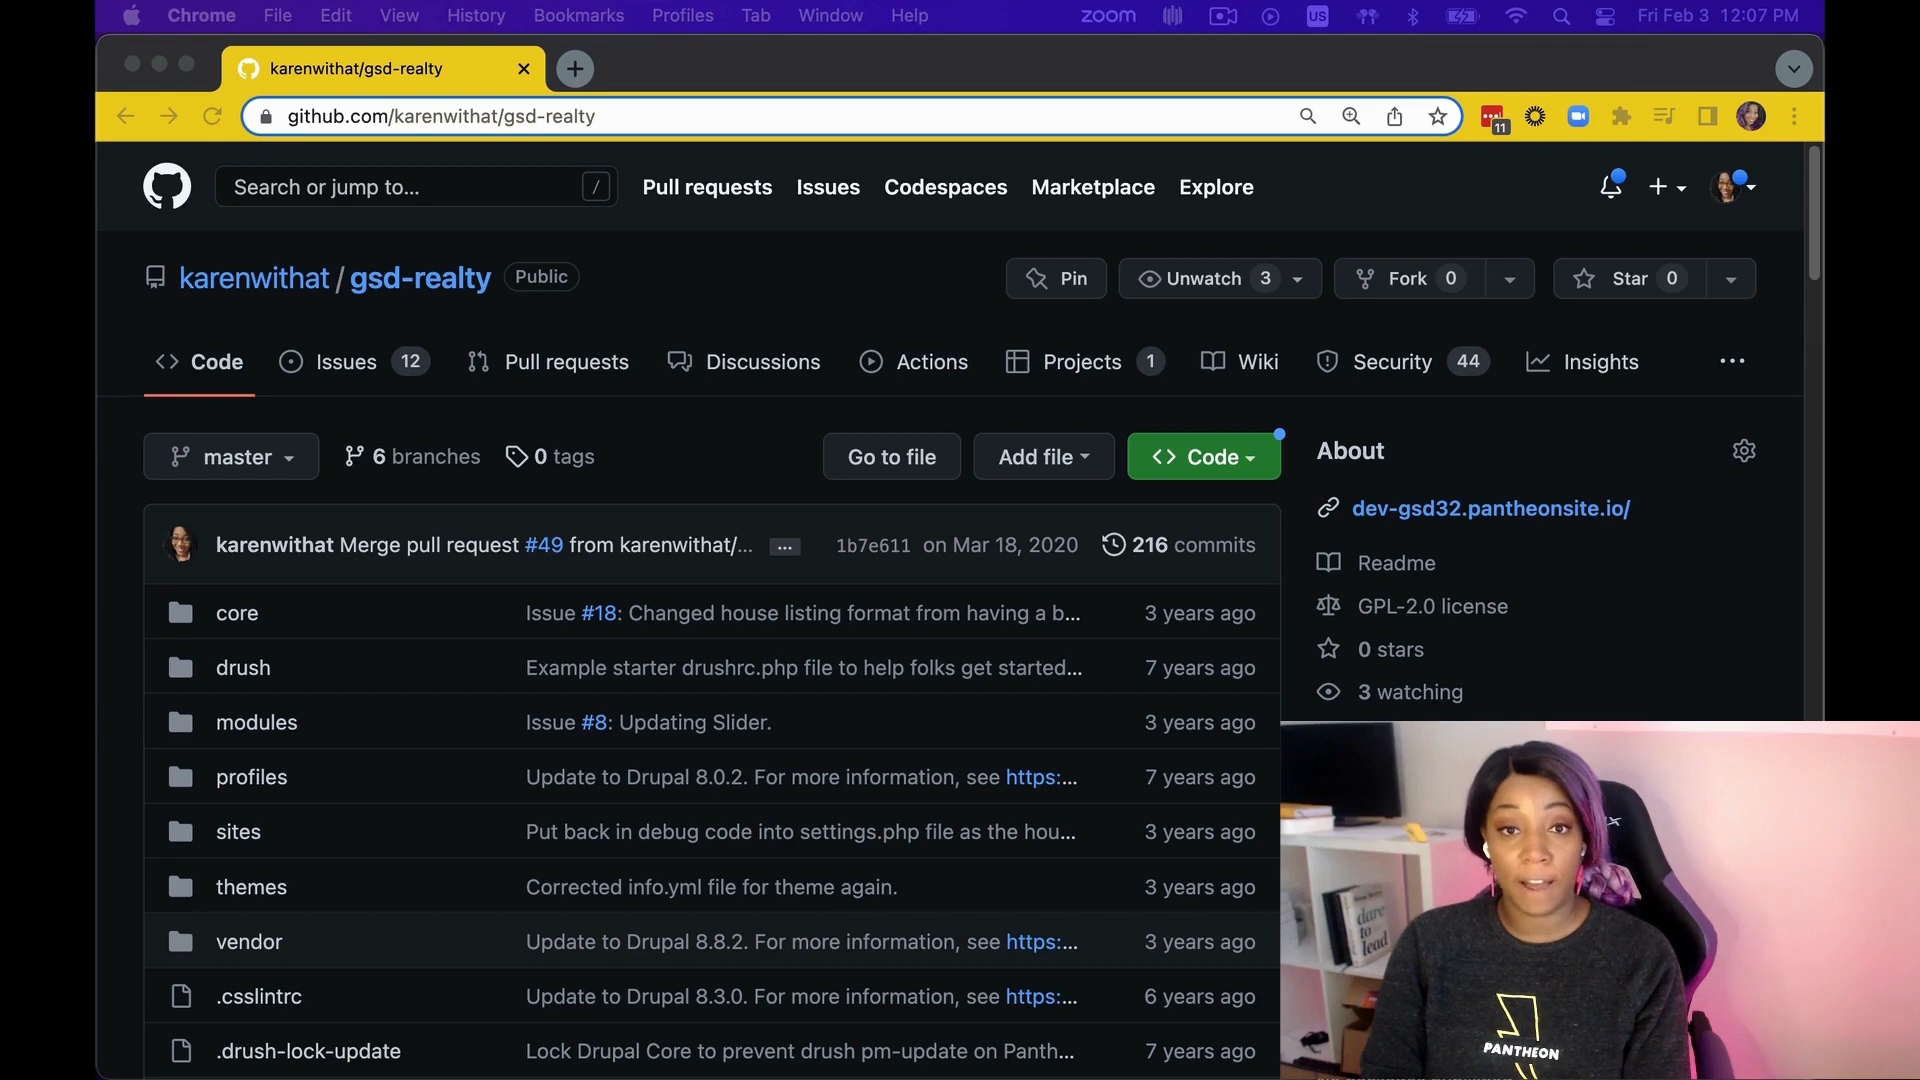 Chrome File Edit View History Bookmarks Profiles Tab Window Help zoom US Fri Feb 3 12:07 PM
karenwithat/gsd-realty
github.com/karenwithat/gsd-realty 11
Search or jump to... / Pull requests Issues Codespaces Marketplace Explore
karenwithat / gsd-realty Public Pin Unwatch 3 Fork 0 Star 0
Code Issues 12 Pull requests Discussions Actions Projects 1 Wiki Security 44 Insights
master 6 branches 0 tags Go to file Add file Code
About
dev-gsd32.pantheonsite.io/
karenwithat Merge pull request #49 from karenwithat/... ... 1b7e611 on Mar 18, 2020 216 commits
Readme
core Issue #18: Changed house listing format from having a b... 3 years ago
GPL-2.0 license
0 stars
drush Example starter drushrc.php file to help folks get started... 7 years ago
3 watching
modules Issue #8: Updating Slider. 3 years ago
profiles Update to Drupal 8.0.2. For more information, see https:... 7 years ago
sites Put back in debug code into settings.php file as the hou... 3 years ago
themes Corrected info.yml file for theme again. 3 years ago
vendor Update to Drupal 8.8.2. For more information, see https:... 3 years ago
.csslintrc Update to Drupal 8.3.0. For more information, see https:... 6 years ago
.drush-lock-update Lock Drupal Core to prevent drush pm-update on Panth... 7 years ago
dare
to
lead
PANTHEON